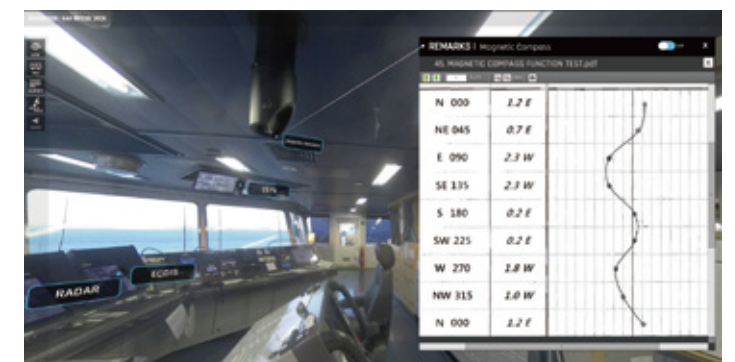 REMARKS | Magnetic Compass
45. MAGNETIC COMPASS FUNCTION TEST.pdf
N 000 1.2 E
NE 045 0.7 E
E 090 2.3 W
SE 135 2.3 W
S 180 0.2 E
SW 225 0.2 E
W 270 1.8 W
NW 315 1.0 W
N 000 1.2 E
ECDIS
RADAR